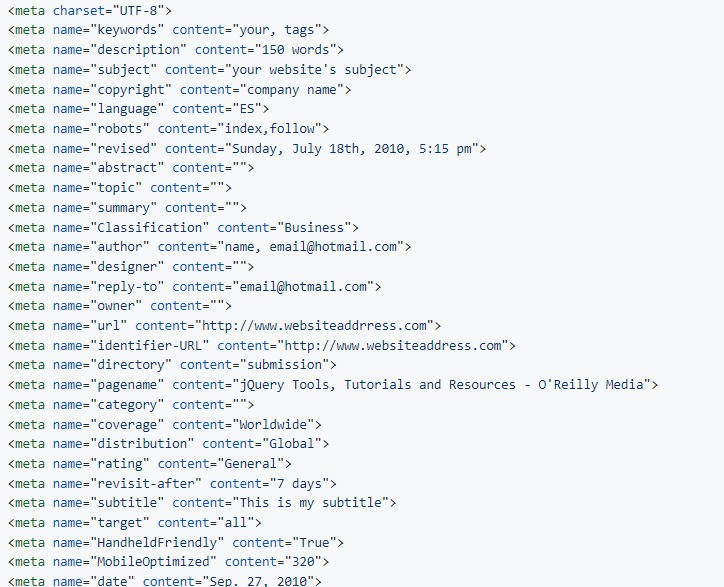 <meta charset="UTF-8">
<meta name="keywords" content="your, tags">
<meta name="description" content="150 words">
<meta name="subject" content="your website's subject">
<meta name="copyright" content="company name">
<meta name="language" content="ES">
<meta name="robots" content="index,follow">
<meta name="revised" content="Sunday, July 18th, 2010, 5:15 pm">
<meta name="abstract" content="">
<meta name="topic" content="">
<meta name="summary" content="">
<meta name="Classification" content="Business">
<meta name="author" content="name, email@hotmail.com">
<meta name="designer" content="">
<meta name="reply-to" content="email@hotmail.com">
<meta name="owner" content="">
<meta name="url" content="http://www.websiteaddrress.com">
<meta name="identifier-URL" content="http://www.websiteaddress.com">
<meta name="directory" content="submission">
<meta name="pagename" content="jQuery Tools, Tutorials and Resources - O'Reilly Media">
<meta name="category" content="">
<meta name="coverage" content="Worldwide">
<meta name="distribution" content="Global">
<meta name="rating" content="General">
<meta name="revisit-after" content="7 days">
<meta name="subtitle" content="This is my subtitle">
<meta name="target" content="all">
<meta name="HandheldFriendly" content="True">
<meta name="MobileOptimized" content="320">
<meta name="date" content="Sep. 27, 2010">